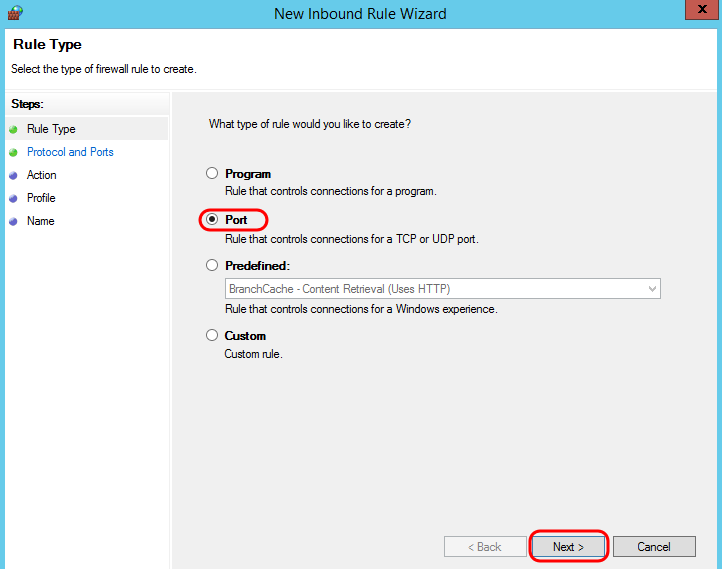 New Inbound Rule Wizard
X
Rule Type
Select the type of firewall rule to create.
Steps:
Rule Type
Protocol and Ports
Action
Profile
Name
What type of rule would you like to create?
Program
Rule that controls connections for a program.
Port
Rule that controls connections for a TCP or UDP port.
Predefined:
BranchCache - Content Retrieval (Uses HTTP)
Rule that controls connections for a Windows experience.
Custom
Custom rule.
< Back
Next >
Cancel